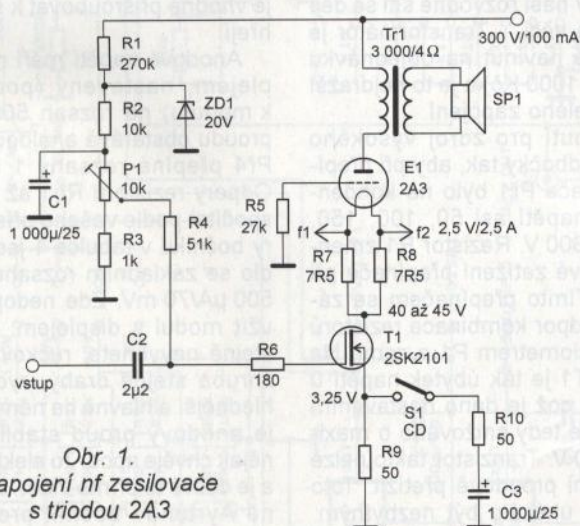 R1
270k
R2
10k
P1
10k
R3
1k
C1
1 000µ/25
ZD1
20V
R4
51K
R5
27k
Tr1
3 000/4 Ω
300 V/100 mA
SP1
E1
2A3
f1
f2
2,5 V/2,5 A
R7
7R5
R8
7R5
40 až 45 V
T1
2SK2101
C2
2µ2
vstup
R6
180
3,25 V
S1
CD
R9
50
R10
50
C3
1 000µ/25
Obr. 1.
apojení nf zesilovače
s triodou 2A3